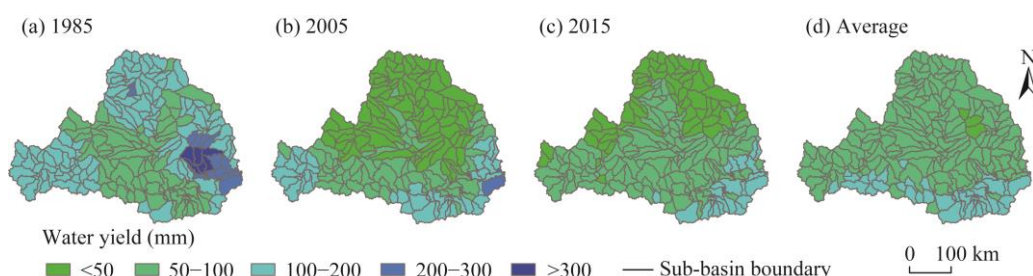 (a) 1985
(b) 2005
(c) 2015
(d) Average
N
Water yield (mm)
<50
50−100
100−200
200−300
>300
Sub-basin boundary
0 100 km